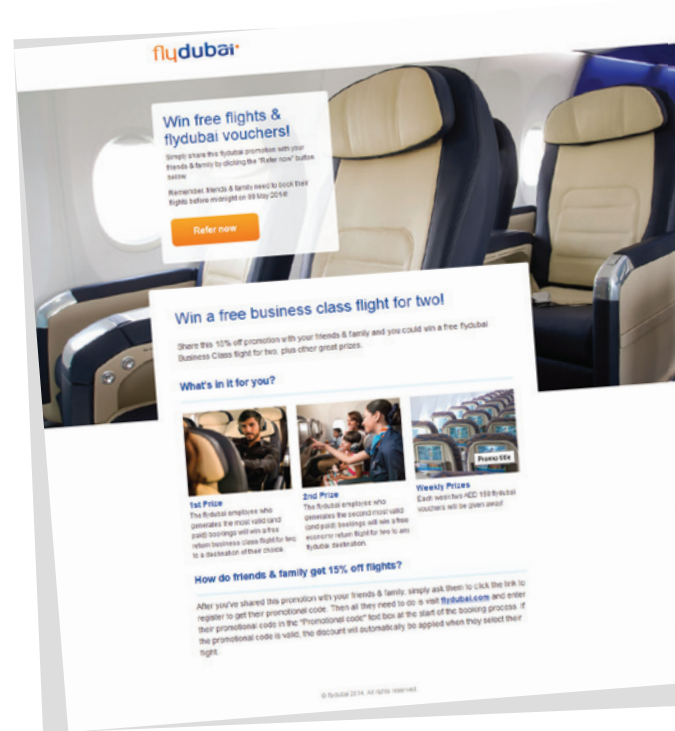 flydubai
Win free flights &
flydubai vouchers!
Simply share this flydubai promotion with your
friends & family by clicking the "Refer now" button
below.
Remember, friends & family need to book their
flights before midnight on May 2014!
Refer now
Win a free business class flight for two!
Share this 15% off promotion with your friends & family and you could win a free flydubai
Business Class flight for two, plus other great prizes.
What's in it for you?
Promo title
1st Prize
The flydubai employee who
generates the most valid (and
paid) bookings will win a free
return business class flight for two
to a destination of their choice.
2nd Prize
The flydubai employee who
generates the second most valid
(and paid) bookings will win a free
economy return flight for two to any
flydubai destination.
Weekly Prizes
Each week two AED 150 flydubai
vouchers will be given away!
How do friends & family get 15% off flights?
After you've shared this promotion with your friends & family, simply ask them to click the link to
register to get their promotional code. Then all they need to do is visit flydubai.com and enter
their promotional code in the "Promotional code" text box at the start of the booking process. If
the promotional code is valid, the discount will automatically be applied when they select their
flight.
© flydubai 2014. All rights reserved.